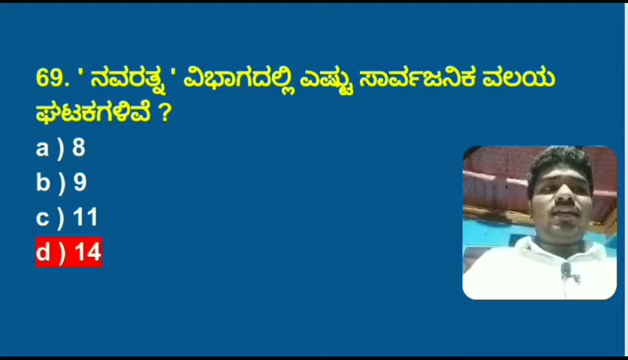 69. ' ನವರತ್ನ ' ವಿಭಾಗದಲ್ಲಿ ಎಷ್ಟು ಸಾರ್ವಜನಿಕ ವಲಯ
ಘಟಕಗಳಿವೆ ?
a ) 8
b ) 9
c ) 11
d ) 14